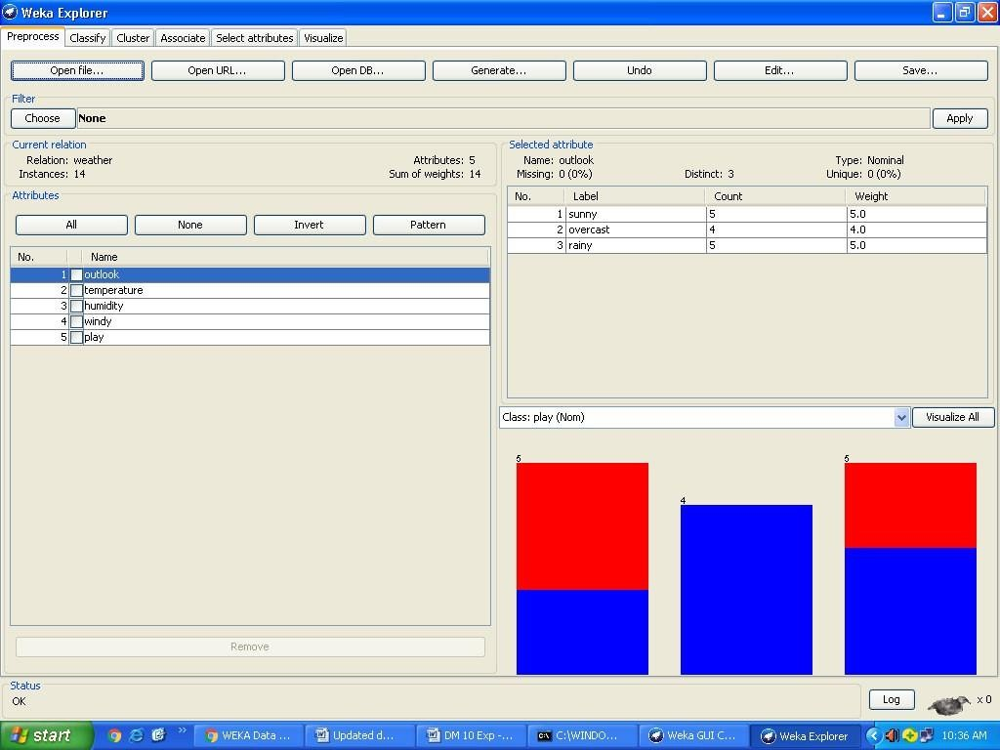 Weka Explorer
Preprocess Classify Cluster Associate Select attributes Visualize
Open file... Open URL... Open DB... Generate... Undo Edit... Save...
Filter
Choose None Apply
Current relation
Relation: weather Attributes: 5
Instances: 14 Sum of weights: 14
Attributes
All None Invert Pattern
No. Name
1 outlook
2 temperature
3 humidity
4 windy
5 play
Remove
Selected attribute
Name: outlook Type: Nominal
Missing: 0 (0%) Distinct: 3 Unique: 0 (0%)
No. Label Count Weight
1 sunny 5 5.0
2 overcast 4 4.0
3 rainy 5 5.0
Class: play (Nom) Visualize All
5 4 5
Status
OK
Log x 0
start WEKA Data ... Updated d... DM 10 Exp -... C:\WINDO... Weka GUI C... Weka Explorer 10:36 AM